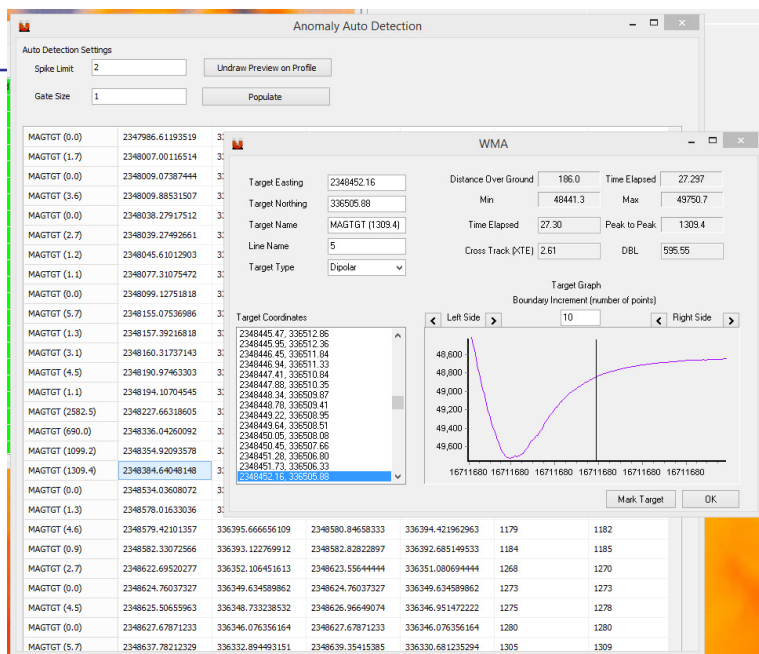 Anomaly Auto Detection
Auto Detection Settings
Spike Limit 2 Undraw Preview on Profile
Gate Size 1 Populate
MAGTGT (0.0) 2347986.61193519
MAGTGT (1.7) 2348007.00116514
MAGTGT (0.0) 2348009.07387444
MAGTGT (3.6) 2348009.88531507
MAGTGT (0.0) 2348038.27917512
MAGTGT (2.7) 2348039.27492661
MAGTGT (1.2) 2348045.61012903
MAGTGT (1.1) 2348077.31075472
MAGTGT (0.0) 2348099.12751818
MAGTGT (5.7) 2348155.07536986
MAGTGT (1.3) 2348157.39216818
MAGTGT (3.1) 2348160.31737143
MAGTGT (4.5) 2348190.97463303
MAGTGT (1.1) 2348194.10704545
MAGTGT (2582.5) 2348227.66318605
MAGTGT (690.0) 2348336.04260092
MAGTGT (1099.2) 2348354.92093578
MAGTGT (1309.4) 2348384.64048148
MAGTGT (0.0) 2348534.03608072
MAGTGT (1.3) 2348578.01633036
MAGTGT (4.6) 2348579.42101357 336395.666656109 2348580.84658333 336394.421962963 1179 1182
MAGTGT (0.9) 2348582.33072566 336393.122769912 2348582.82822897 336392.685149533 1184 1185
MAGTGT (2.7) 2348622.69520277 336352.106451613 2348623.55644444 336351.080694444 1268 1270
MAGTGT (0.0) 2348624.76037327 336349.634589862 2348624.76037327 336349.634589862 1273 1273
MAGTGT (4.5) 2348625.50655963 336348.733238532 2348626.96649074 336346.951472222 1275 1278
MAGTGT (0.0) 2348627.67871233 336346.076356164 2348627.67871233 336346.076356164 1280 1280
MAGTGT (5.7) 2348637.78212329 336332.894493151 2348639.35415385 336330.681235294 1305 1309
WMA
Target Easting 2348452.16
Target Northing 336505.88
Target Name MAGTGT (1309.4)
Line Name 5
Target Type Dipolar
Distance Over Ground 186.0 Time Elapsed 27.297
Min 48441.3 Max 49750.7
Time Elapsed 27.30 Peak to Peak 1309.4
Cross Track (XTE) 2.61 DBL 595.55
Target Coordinates
2348445.47, 336512.86
2348445.95, 336512.36
2348446.45, 336511.84
2348446.94, 336511.33
2348447.41, 336510.84
2348447.88, 336510.35
2348448.34, 336509.87
2348448.78, 336509.41
2348449.22, 336508.95
2348449.64, 336508.51
2348450.05, 336508.08
2348450.45, 336507.66
2348451.28, 336506.80
2348451.73, 336506.33
2348452.16, 336505.88
Target Graph
Boundary Increment (number of points)
< Left Side > 10 < Right Side >
48,600
48,800
49,000
49,200
49,400
49,600
16711680 16711680 16711680 16711680 16711680 16711680
Mark Target OK